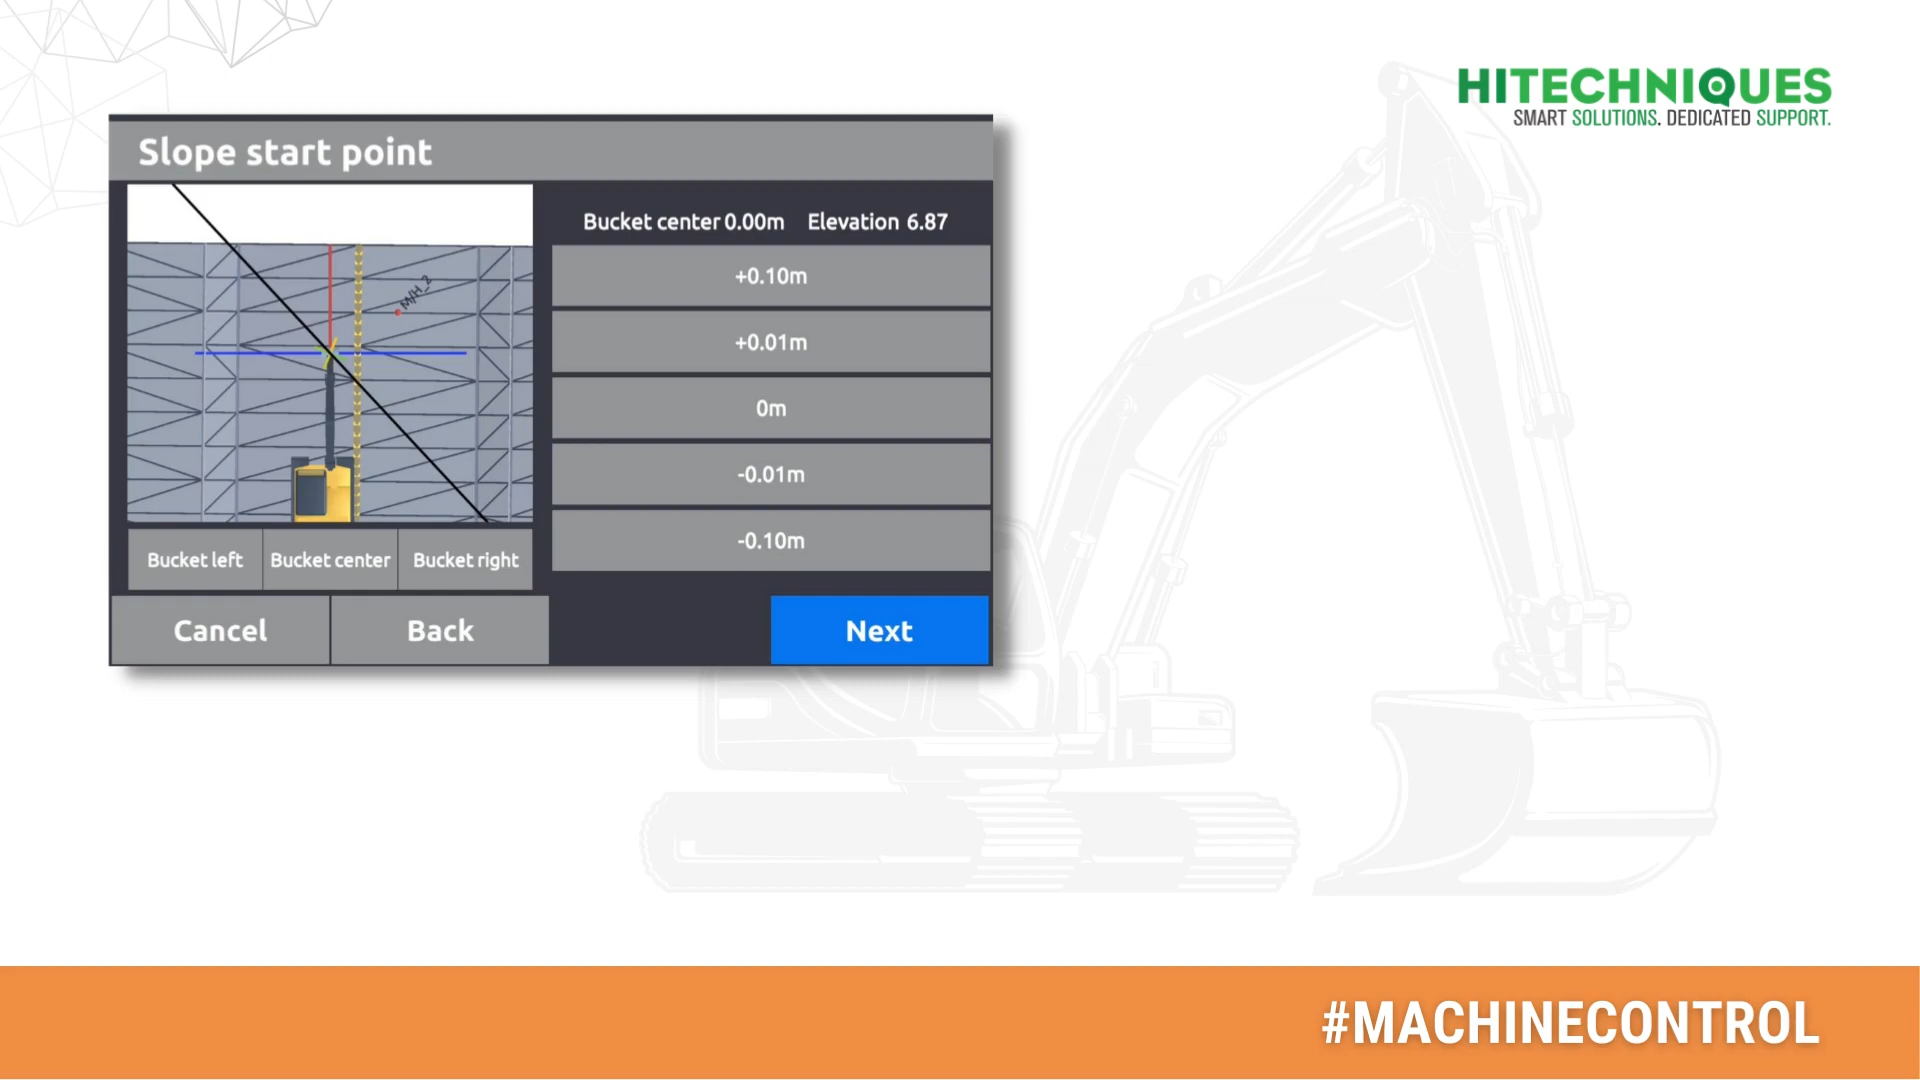 HITECHNIQUES
SMART SOLUTIONS. DEDICATED SUPPORT.
Slope start point
M/H_2
Bucket center 0.00m Elevation 6.87
+0.10m
+0.01m
0m
-0.01m
-0.10m
Bucket left Bucket center Bucket right
Cancel Back Next
#MACHINECONTROL